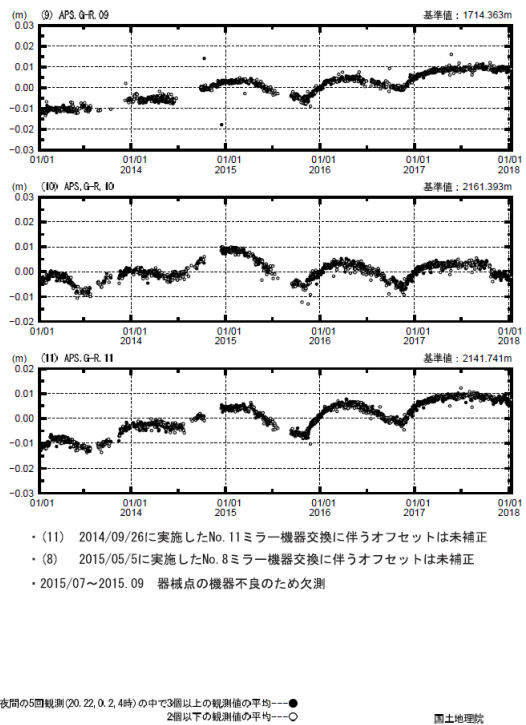 (m) (9) APS.G-R.09 基準値：1714.363m
0.03
0.02
0.01
0.00
-0.01
-0.02
-0.03
01/01 01/01 01/01 01/01 01/01 01/01
2014 2015 2016 2017 2018
(m) (10) APS.G-R.10 基準値：2161.393m
0.03
0.02
0.01
0.00
-0.01
-0.02
01/01 01/01 01/01 01/01 01/01 01/01
2014 2015 2016 2017 2018
(m) (11) APS.G-R.11 基準値：2141.741m
0.02
0.01
0.00
-0.01
-0.02
-0.03
01/01 01/01 01/01 01/01 01/01 01/01
2014 2015 2016 2017 2018
・(11) 2014/09/26に実施したNo.11ミラー機器交換に伴うオフセットは未補正
・(8) 2015/05/5に実施したNo.8ミラー機器交換に伴うオフセットは未補正
・2015/07～2015.09 器械点の機器不良のため欠測
夜間の5回観測(20.22,0.2,4時)の中で3個以上の観測値の平均---●
2個以下の観測値の平均---○
国土地理院